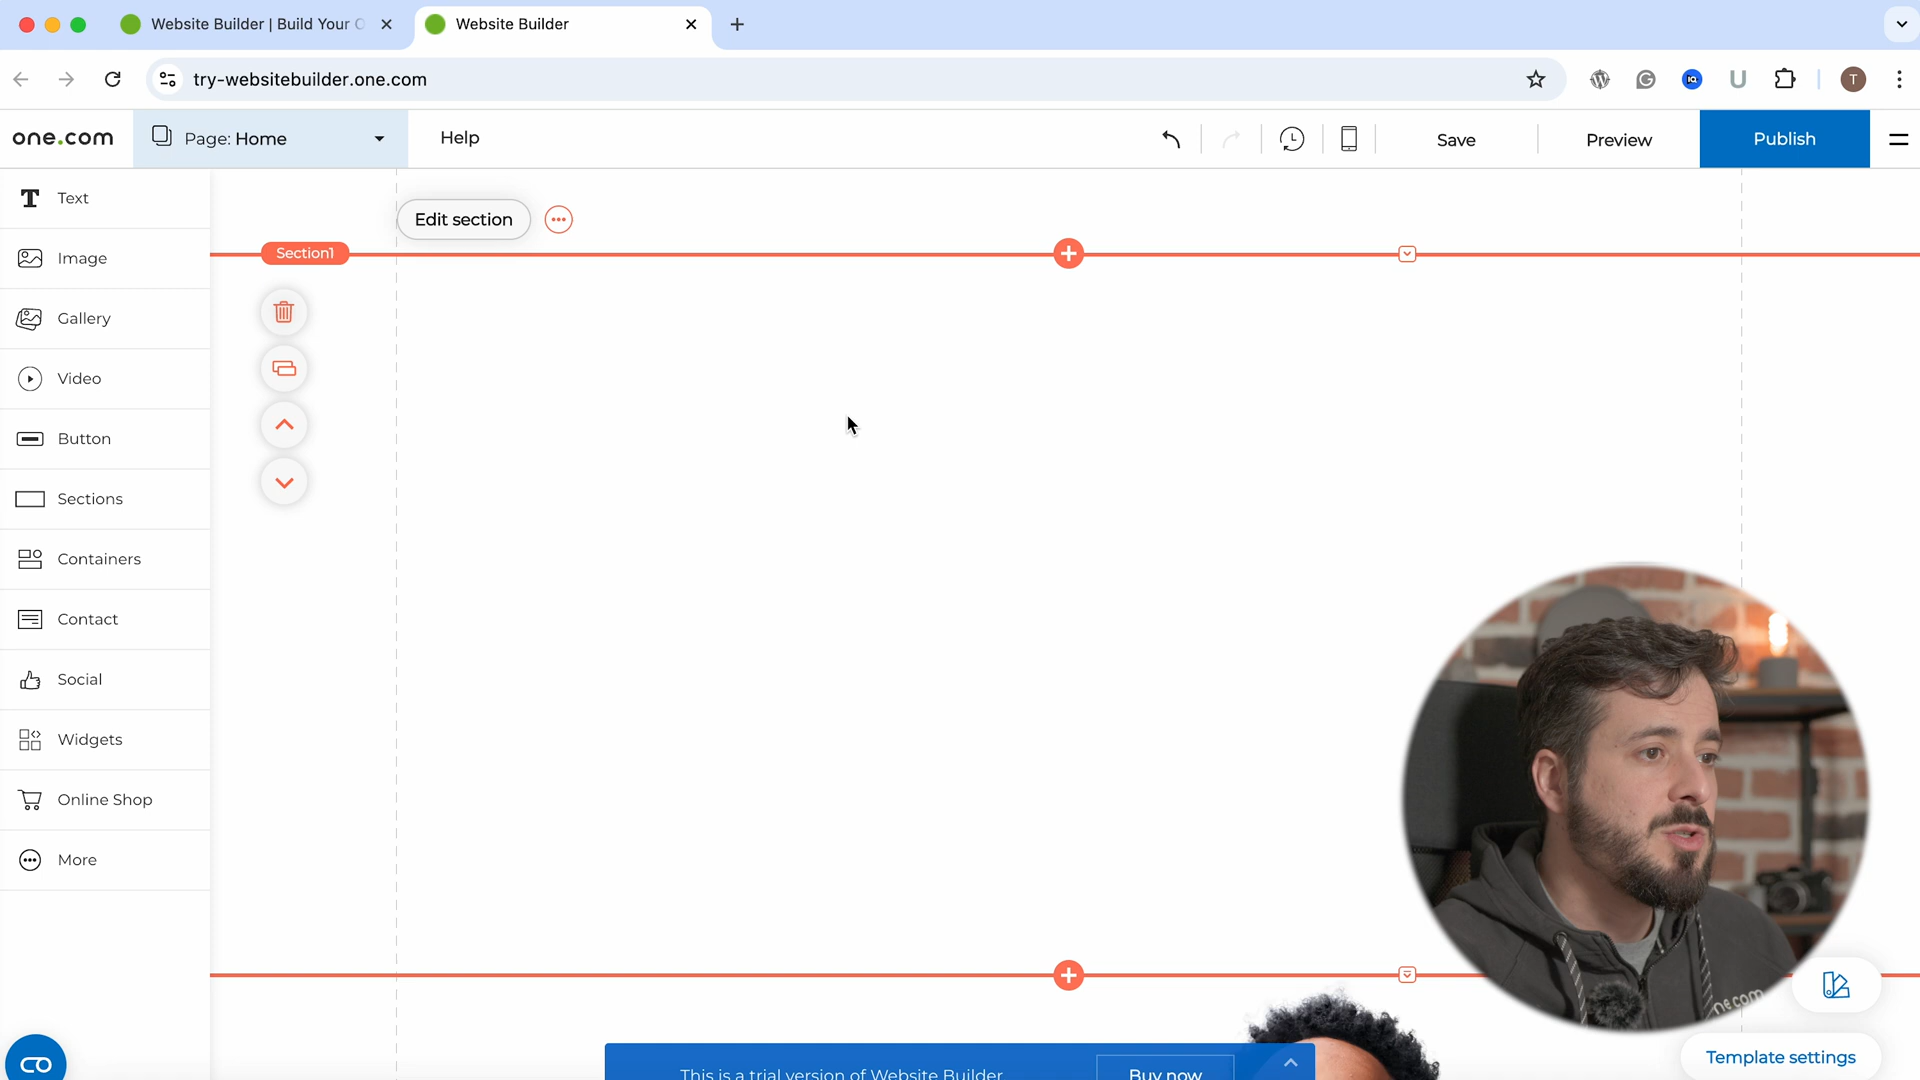 Website Builder | Build Your O
Website Builder
try-websitebuilder.one.com
T
one.com
Page: Home
Help
Save
Preview
Publish
Text
Image
Gallery
Video
Button
Sections
Containers
Contact
Social
Widgets
Online Shop
More
Edit section
Section1
one.com
This is a trial version of Website Builder
Buy now
Template settings